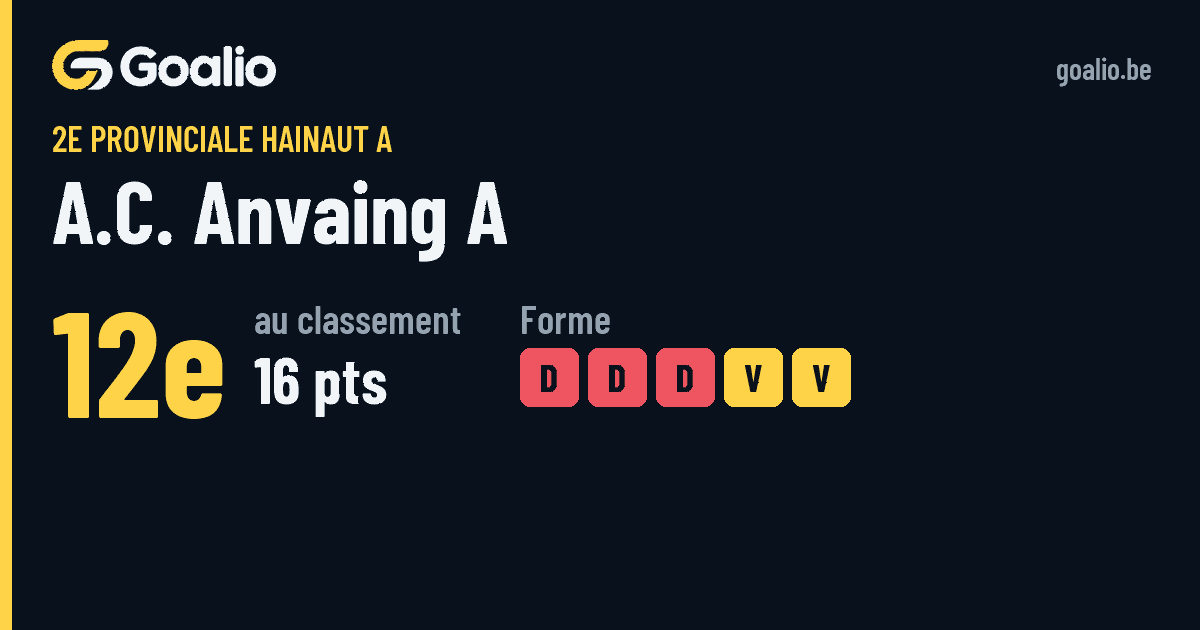 Goalio
goalio.be
2E PROVINCIALE HAINAUT A
A.C. Anvaing A
12e
au classement
16 pts
Forme
D D D V V